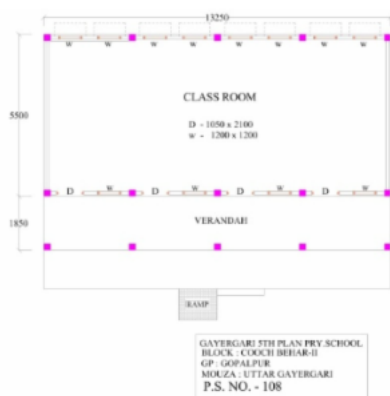 13250
w w w w w w w w
5500
CLASS ROOM
D - 1050 x 2100
w - 1200 x 1200
D w D w D w D w
1850
VERANDAH
RAMP
GAYERGARI 5TH PLAN PRY.SCHOOL
BLOCK : COOCH BEHAR-II
GP : GOPALPUR
MOUZA : UTTAR GAYERGARI
P.S. NO. - 108